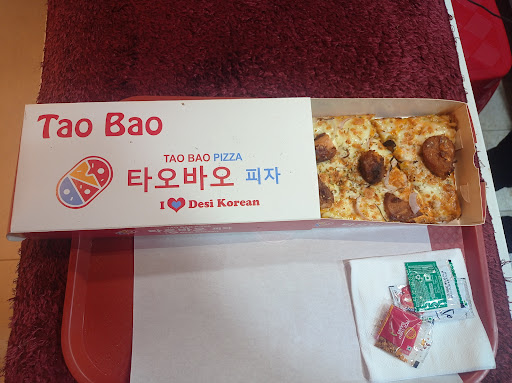 Tao Bao
TAO BAO PIZZA
타오바오 피자
I Desi Korean